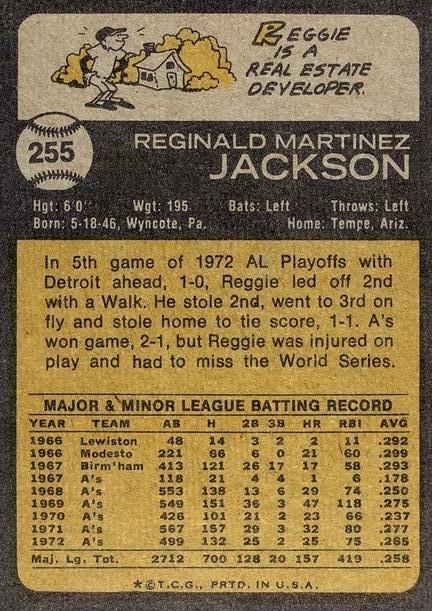 REGGIE
IS A
REAL ESTATE
DEVELOPER.
255
REGINALD MARTINEZ
JACKSON
Hgt: 6'0" Wgt: 195 Bats: Left Throws: Left
Born: 5-18-46, Wyncote, Pa. Home: Tempe, Ariz.
In 5th game of 1972 AL Playoffs with
Detroit ahead, 1-0, Reggie led off 2nd
with a Walk. He stole 2nd, went to 3rd on
fly and stole home to tie score, 1-1. A's
won game, 2-1, but Reggie was injured on
play and had to miss the World Series.
MAJOR & MINOR LEAGUE BATTING RECORD
YEAR TEAM AB H 2B 3B HR RBI AVG
1966 Lewiston 48 14 3 2 2 11 .292
1966 Modesto 221 66 6 0 21 60 .299
1967 Birm'ham 413 121 26 17 17 58 .293
1967 A's 118 21 4 4 1 6 .178
1968 A's 553 138 13 6 29 74 .250
1969 A's 549 151 36 3 47 118 .275
1970 A's 426 101 21 2 23 66 .237
1971 A's 567 157 29 3 32 80 .277
1972 A's 499 132 25 2 25 75 .265
Maj. Lg. Tot. 2712 700 128 20 157 419 .258
★©T.C.G., PRTD. IN U.S.A.